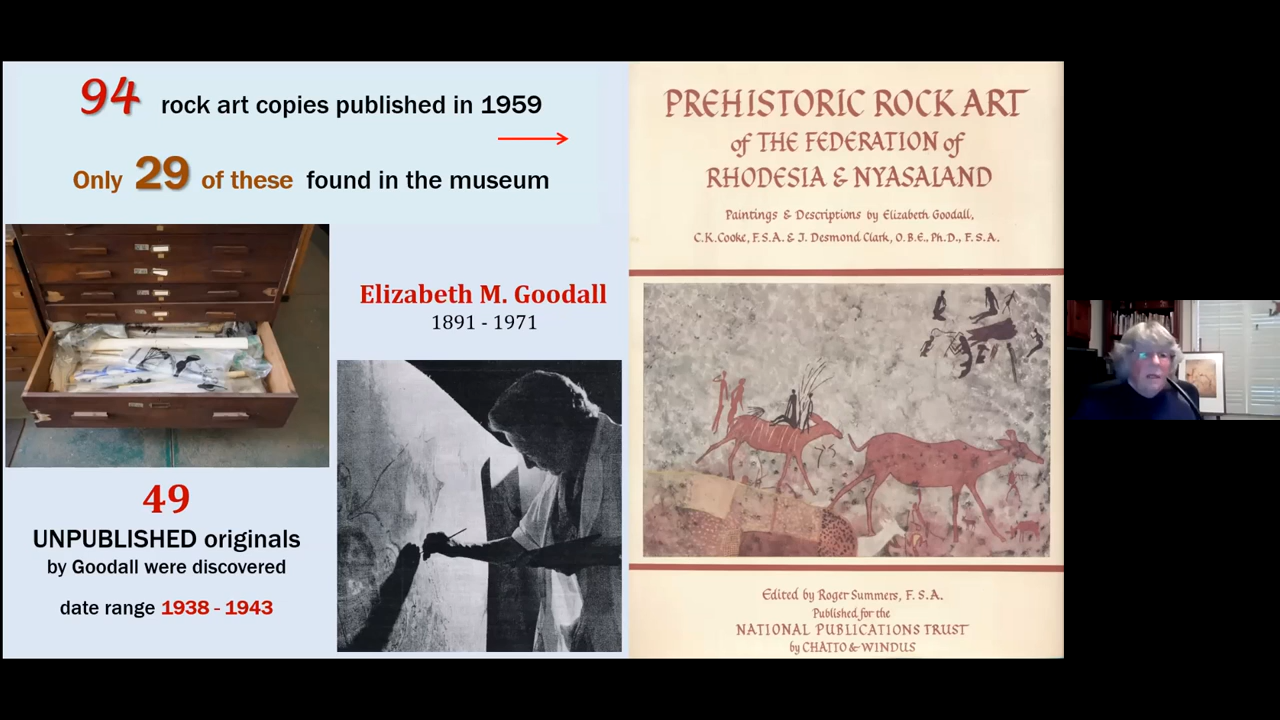 94 rock art copies published in 1959
Only 29 of these found in the museum
Elizabeth M. Goodall
1891 - 1971
49
UNPUBLISHED originals
by Goodall were discovered
date range 1938 - 1943
PREHISTORIC ROCK ART
of THE FEDERATION of
RHODESIA & NYASALAND
Paintings & Descriptions by Elizabeth Goodall,
C.K.Cooke, F.S.A. & J. Desmond Clark, O.B.E., Ph.D., F.S.A.
Edited by Roger Summers, F.S.A.
Published for the
NATIONAL PUBLICATIONS TRUST
by CHATTO & WINDUS